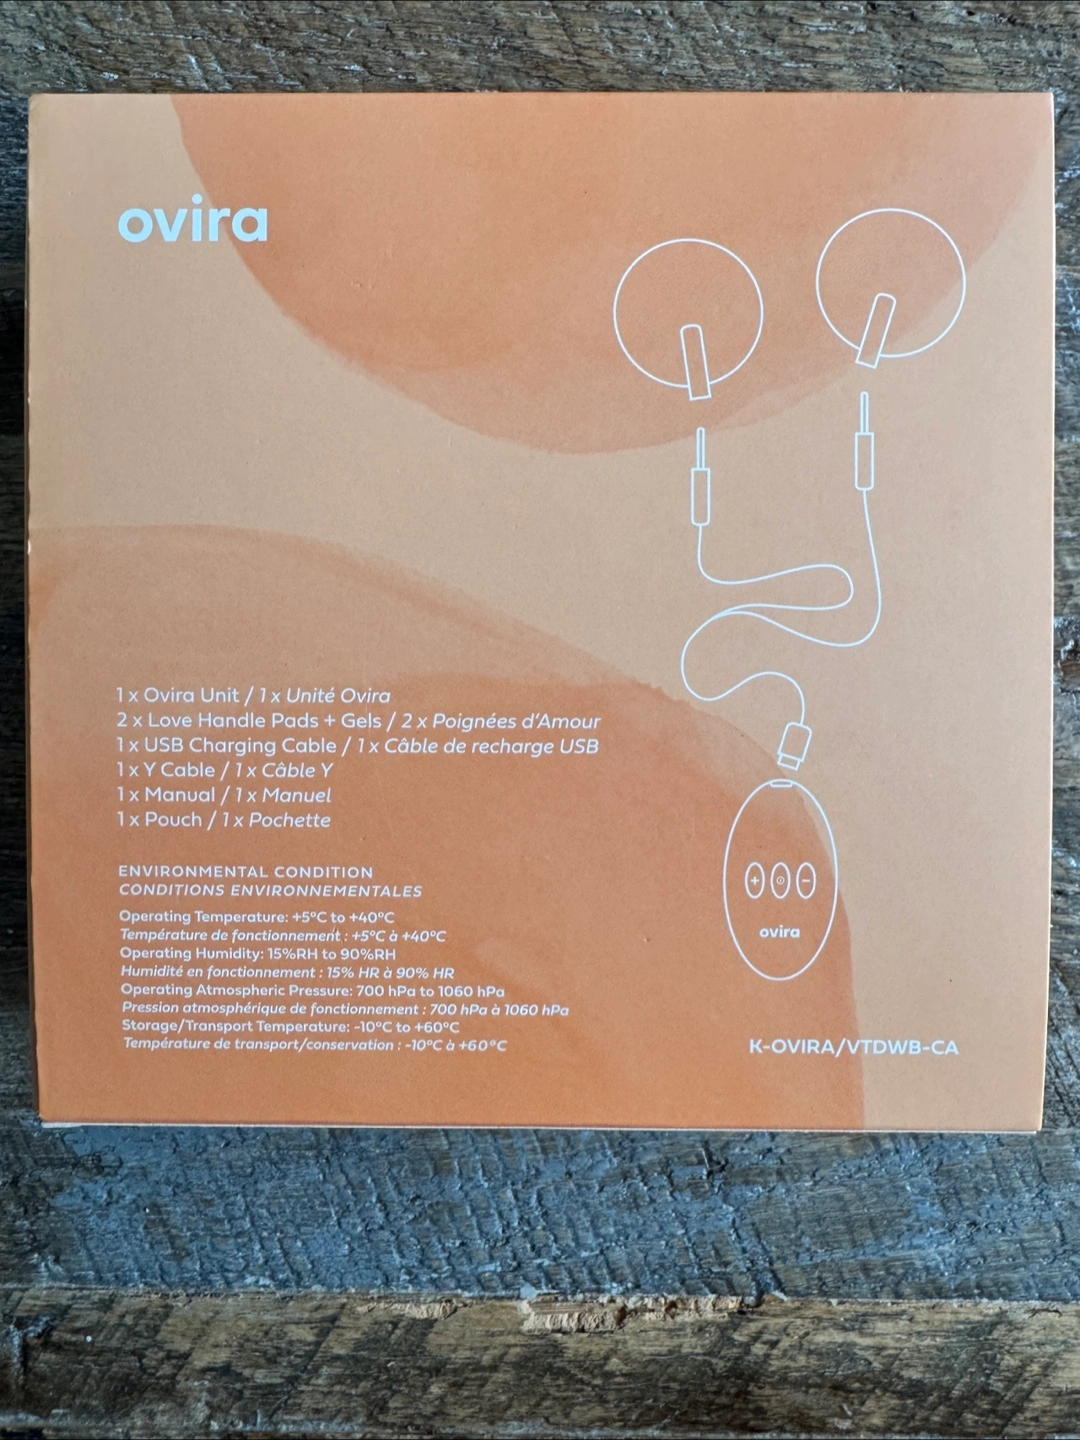 ovira
1 x Ovira Unit / 1 x Unité Ovira
2 x Love Handle Pads + Gels / 2 x Poignées d'Amour
1 x USB Charging Cable / 1 x Câble de recharge USB
1 x Y Cable / 1 x Câble Y
1 x Manual / 1 x Manuel
1 x Pouch / 1 x Pochette
ENVIRONMENTAL CONDITION
CONDITIONS ENVIRONNEMENTALES
Operating Temperature: +5°C to +40°C
Température de fonctionnement : +5°C à +40°C
Operating Humidity: 15%RH to 90%RH
Humidité en fonctionnement : 15% HR à 90% HR
Operating Atmospheric Pressure: 700 hPa to 1060 hPa
Pression atmosphérique de fonctionnement : 700 hPa à 1060 hPa
Storage/Transport Temperature: -10°C to +60°C
Température de transport/conservation : -10°C à +60°C
+ -
ovira
K-OVIRA/VTDWB-CA